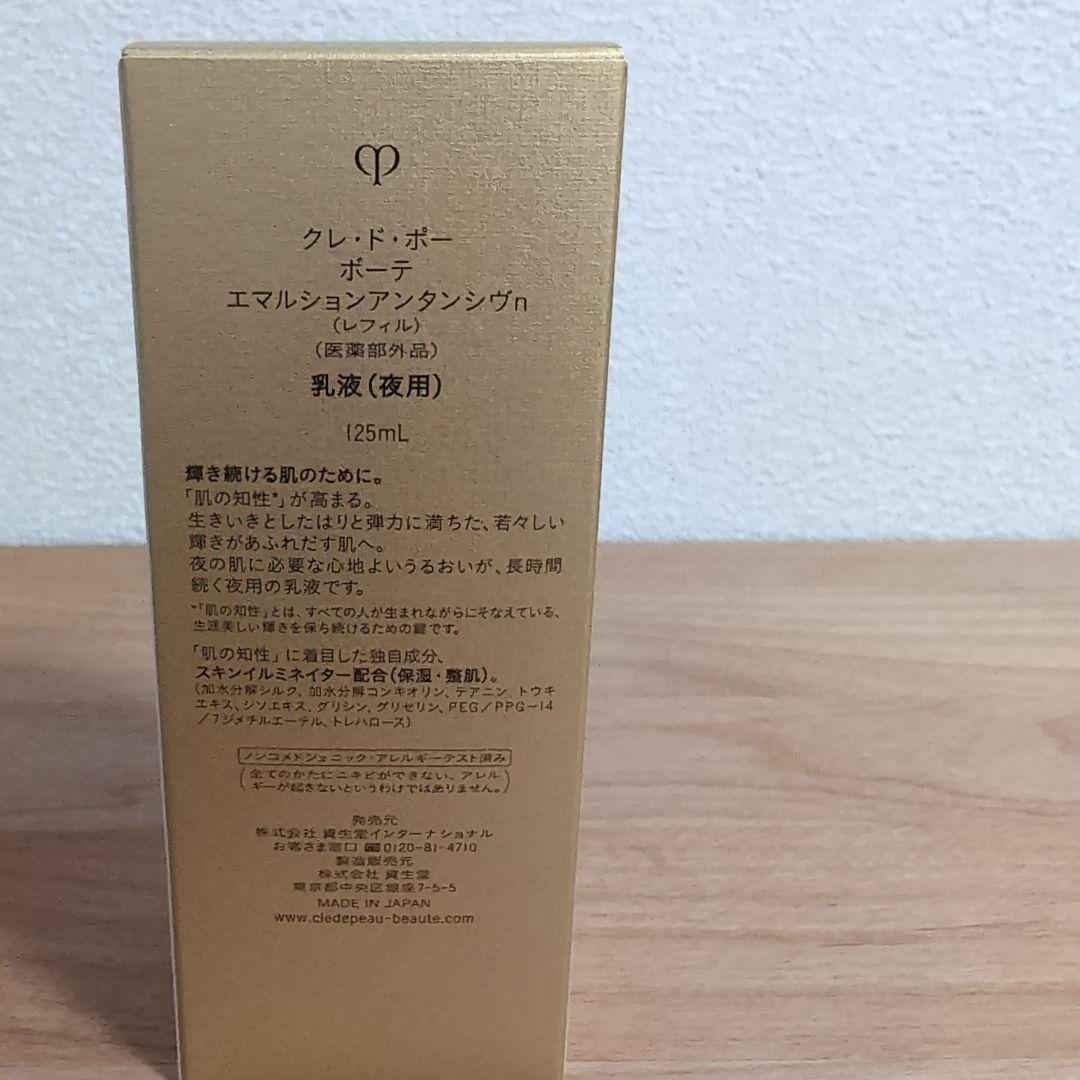 クレ・ド・ポー
ボーテ
エマルションアンタンシヴn
(レフィル)
(医薬部外品)
乳液(夜用)
125mL
輝き続ける肌のために。
「肌の知性*」が高まる。
生きいきとしたはりと弾力に満ちた、若々しい
輝きがあふれだす肌へ。
夜の肌に必要な心地よいうるおいが、長時間
続く夜用の乳液です。
*「肌の知性」とは、すべての人が生まれながらにそなえている、
生涯美しい輝きを保ち続けるための鍵です。
「肌の知性」に着目した独自成分、
スキンイルミネイター配合(保湿・整肌)。
(加水分解シルク、加水分解コンキオリン、テアニン、トウキ
エキス、シソエキス、グリシン、グリセリン、PEG/PPG-14
/7ジメチルエーテル、トレハロース)
ノンコメドジェニック・アレルギーテスト済み
(全てのかたにニキビができない、アレル
ギーが起きないというわけではありません。)
発売元
株式会社 資生堂インターナショナル
お客さま窓口 0120-81-4710
製造販売元
株式会社 資生堂
東京都中央区銀座7-5-5
MADE IN JAPAN
www.cledepeau-beaute.com